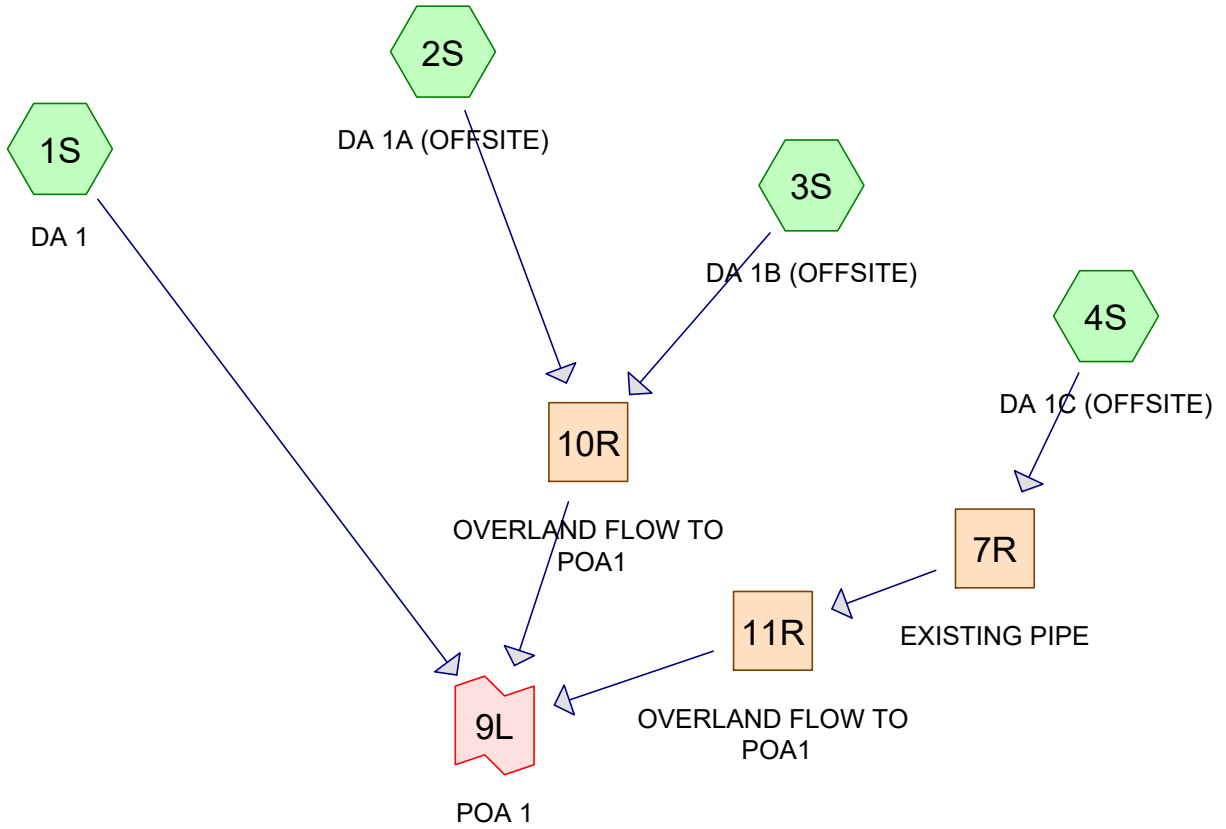 2S
DA 1A (OFFSITE)
1S
DA 1
3S
DA 1B (OFFSITE)
4S
DA 1C (OFFSITE)
10R
OVERLAND FLOW TO
POA1
7R
EXISTING PIPE
11R
OVERLAND FLOW TO
POA1
9L
POA 1